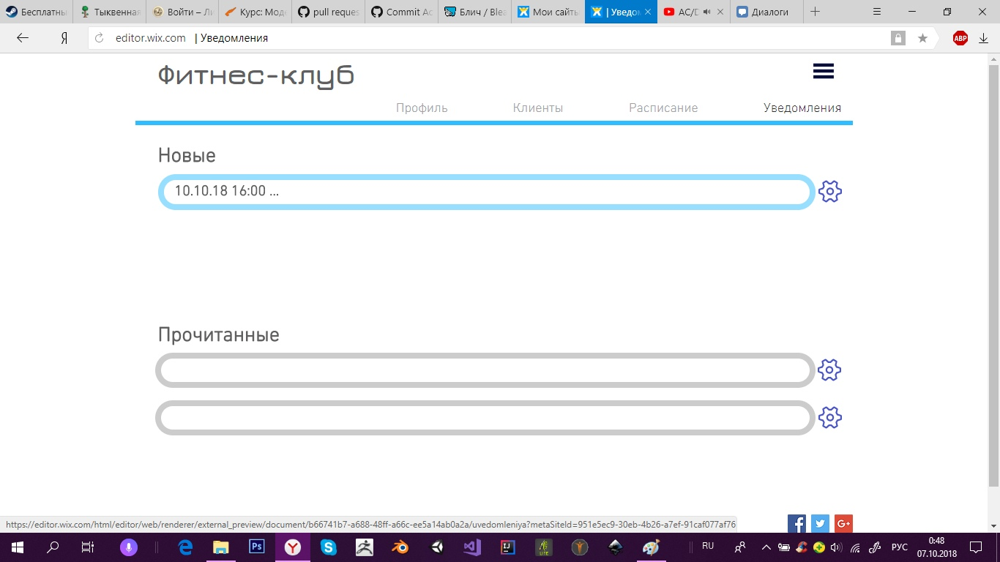 Бесплатны
Тыквенная
Войти – Ли
Курс: Мод
pull reques
Commit Ac
Блич / Blea
Мои сайты
| Уведо
AC/D
Диалоги
editor.wix.com | Уведомления
ABP
Фитнес-клуб
Профиль
Клиенты
Расписание
Уведомления
Новые
10.10.18 16:00 ...
Прочитанные
https://editor.wix.com/html/editor/web/renderer/external_preview/document/b66741b7-a688-48ff-a66c-ee5a14ab0a2a/uvedomleniya?metaSiteId=951e5ec9-30eb-4b26-a7ef-91caf077af76
RU
РУС
0:48
07.10.2018